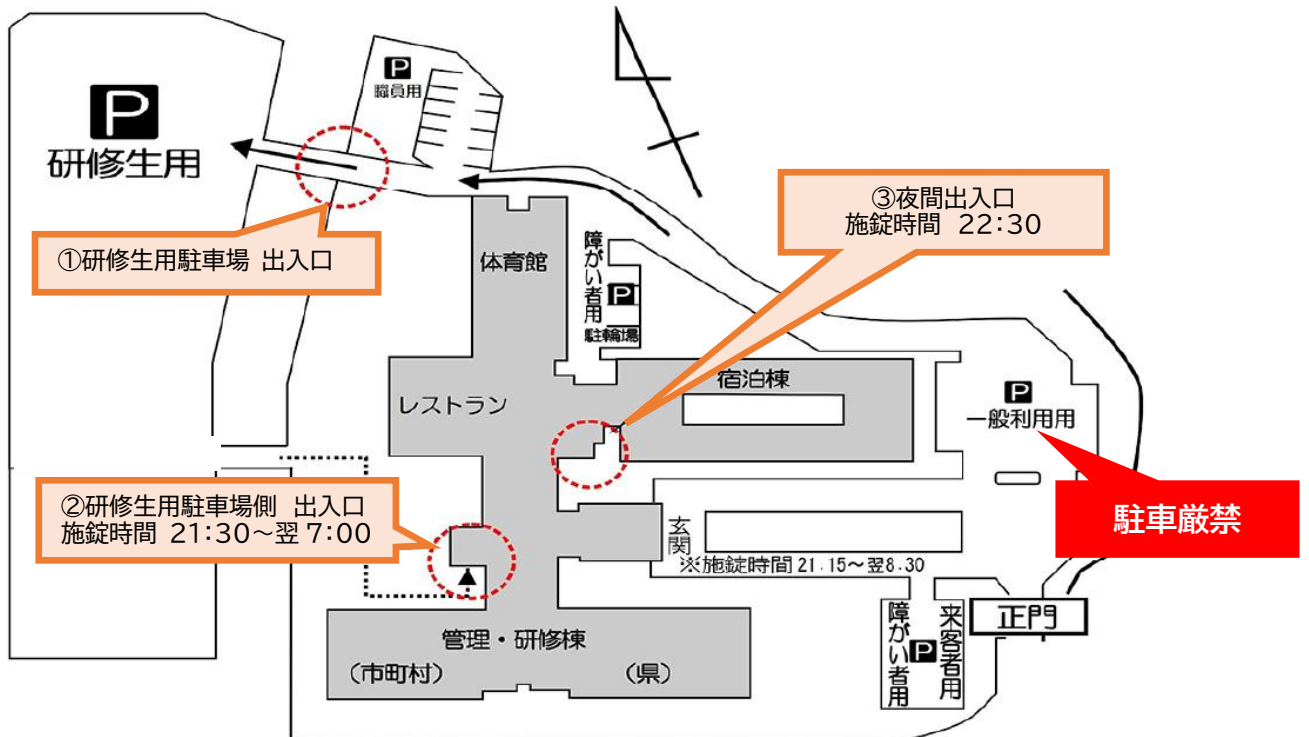 P
職員用
P
研修生用
③夜間出入口
施錠時間 22:30
①研修生用駐車場 出入口
体育館
障がい者用
P
駐輪場
宿泊棟
レストラン
P
一般利用用
②研修生用駐車場側 出入口
施錠時間 21:30~翌 7:00
駐車厳禁
玄関
※施錠時間 21.15~翌8.30
管理・研修棟
(市町村)
(県)
障がい者用
P
来客者用
正門